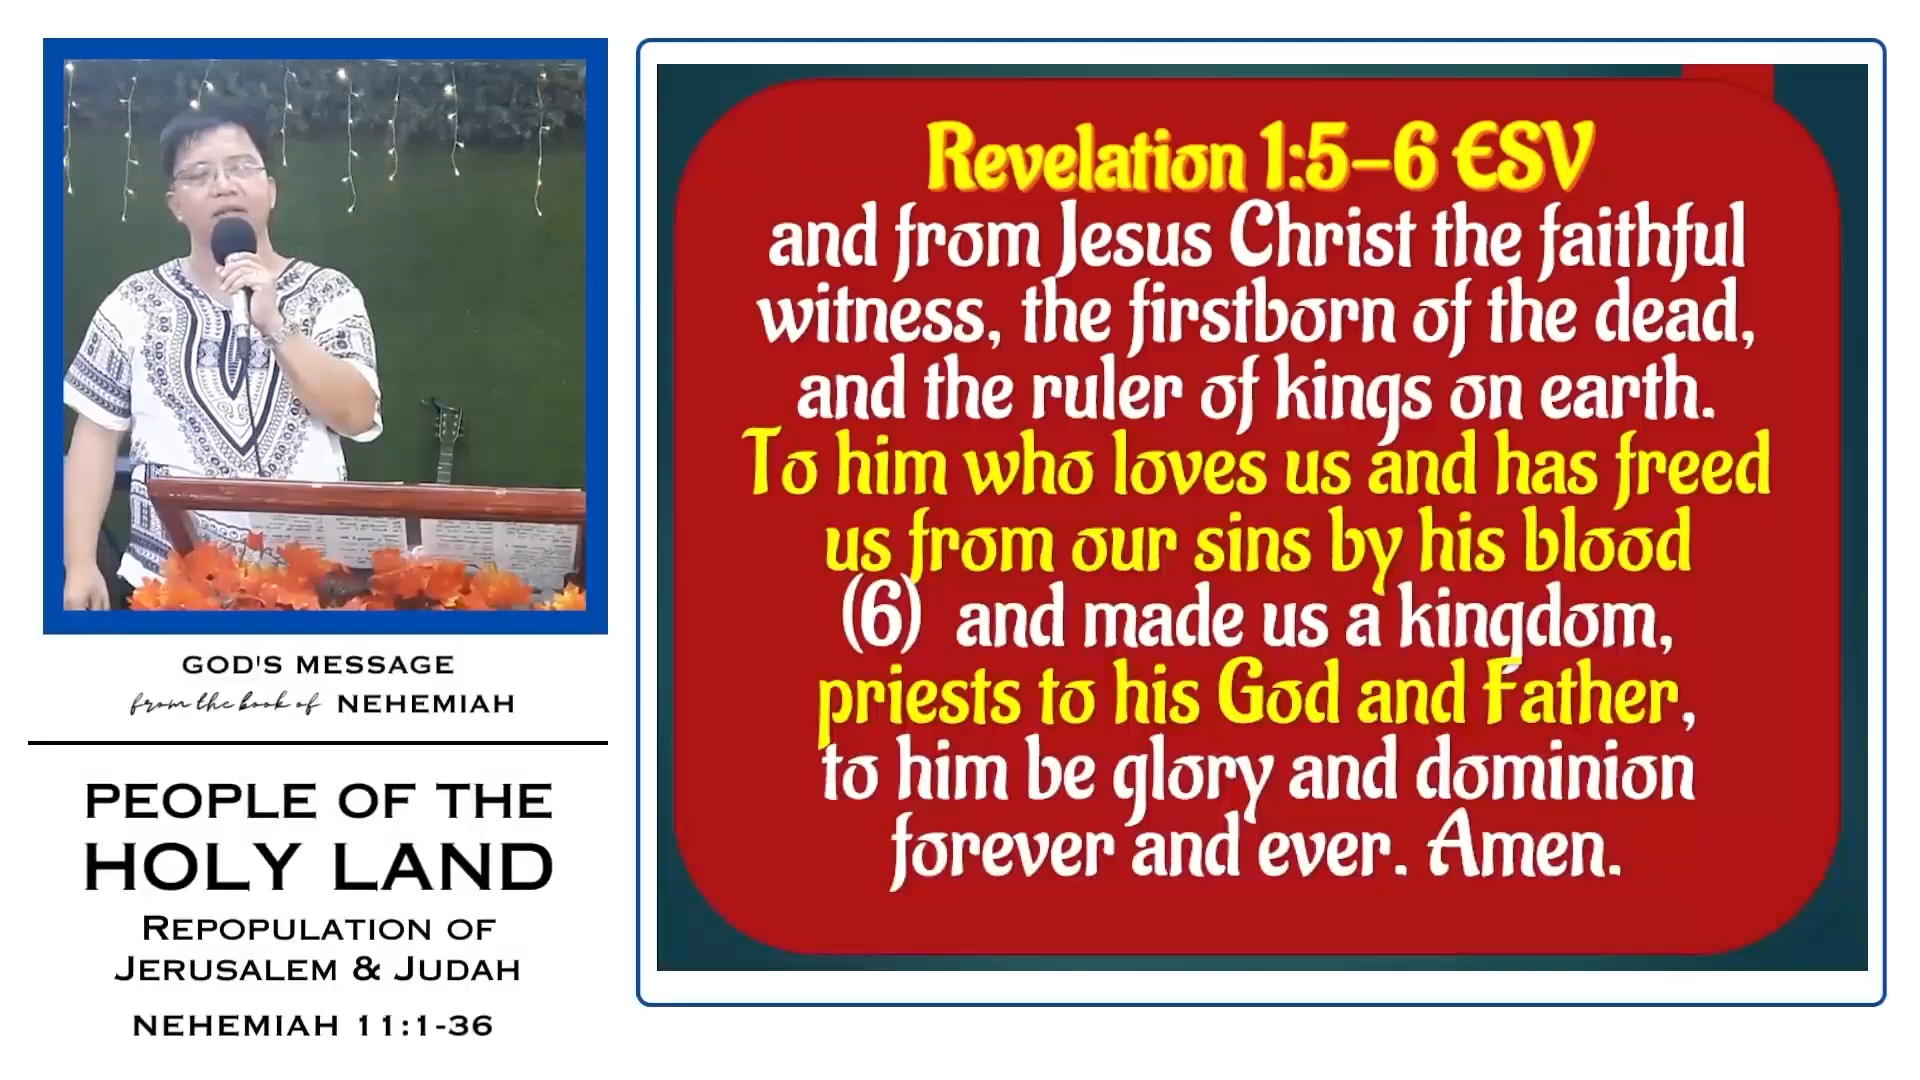 GOD'S MESSAGE
from the book of NEHEMIAH
PEOPLE OF THE
HOLY LAND
REPOPULATION OF
JERUSALEM & JUDAH
NEHEMIAH 11:1-36
Revelation 1:5–6 ESV
and from Jesus Christ the faithful
witness, the firstborn of the dead,
and the ruler of kings on earth.
To him who loves us and has freed
us from our sins by his blood
(6) and made us a kingdom,
priests to his God and Father,
to him be glory and dominion
forever and ever. Amen.